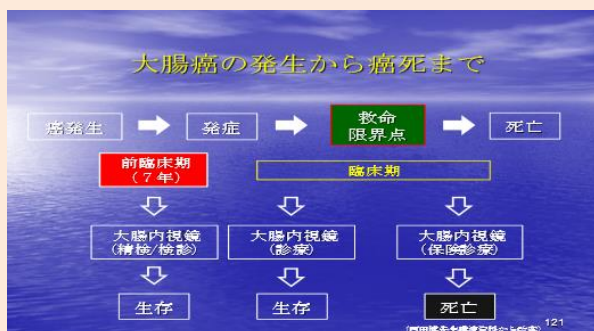 大腸癌の発生から癌死まで
癌発生
発症
救命
限界点
死亡
前臨床期
(7年)
臨床期
大腸内視鏡
(精検/検診)
大腸内視鏡
(診療)
大腸内視鏡
(保険診療)
生存
生存
死亡
121